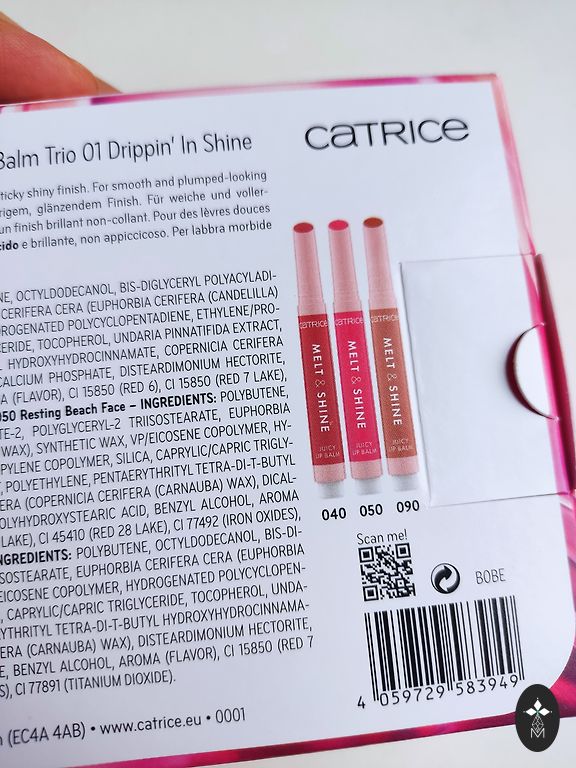 Balm Trio 01 Drippin' In Shine
CATRICE
ticky shiny finish. For smooth and plumped-looking
rigem, glänzendem Finish. Für weiche und voller-
un finish brillant non-collant. Pour des lèvres douces
cido e brillante, non appiccicoso. Per labbra morbide
NE, OCTYLDODECANOL, BIS-DIGLYCERYL POLYACYLADI-
CERIFERA CERA (EUPHORBIA CERIFERA (CANDELILLA)
ROGENATED POLYCYCLOPENTADIENE, ETHYLENE/PRO-
CERIDE, TOCOPHEROL, UNDARIA PINNATIFIDA EXTRACT,
L HYDROXYHYDROCINNAMATE, COPERNICIA CERIFERA
CALCIUM PHOSPHATE, DISTEARDIMONIUM HECTORITE,
A (FLAVOR), CI 15850 (RED 6), CI 15850 (RED 7 LAKE),
050 Resting Beach Face – INGREDIENTS: POLYBUTENE,
TE-2, POLYGLYCERYL-2 TRIISOSTEARATE, EUPHORBIA
WAX), SYNTHETIC WAX, VP/EICOSENE COPOLYMER, HY-
PYLENE COPOLYMER, SILICA, CAPRYLIC/CAPRIC TRIGLY-
T, POLYETHYLENE, PENTAERYTHRITYL TETRA-DI-T-BUTYL
ERA (COPERNICIA CERIFERA (CARNAUBA) WAX), DICAL-
OLYHYDROXYSTEARIC ACID, BENZYL ALCOHOL, AROMA
LAKE), CI 45410 (RED 28 LAKE), CI 77492 (IRON OXIDES),
INGREDIENTS: POLYBUTENE, OCTYLDODECANOL, BIS-DI-
SOSTEARATE, EUPHORBIA CERIFERA CERA (EUPHORBIA
EICOSENE COPOLYMER, HYDROGENATED POLYCYCLOPEN-
, CAPRYLIC/CAPRIC TRIGLYCERIDE, TOCOPHEROL, UNDA-
RYTHRITYL TETRA-DI-T-BUTYL HYDROXYHYDROCINNAMA-
ERA (CARNAUBA) WAX), DISTEARDIMONIUM HECTORITE,
E, BENZYL ALCOHOL, AROMA (FLAVOR), CI 15850 (RED 7
S), CI 77891 (TITANIUM DIOXIDE).
n (EC4A 4AB) • www.catrice.eu • 0001
CATRICE
MELT & SHINE
JUICY
LIP BALM
CATRICE
MELT & SHINE
JUICY
LIP BALM
CATRICE
MELT & SHINE
JUICY
LIP BALM
040 050 090
Scan me!
BOBE
4 059729 583949
M